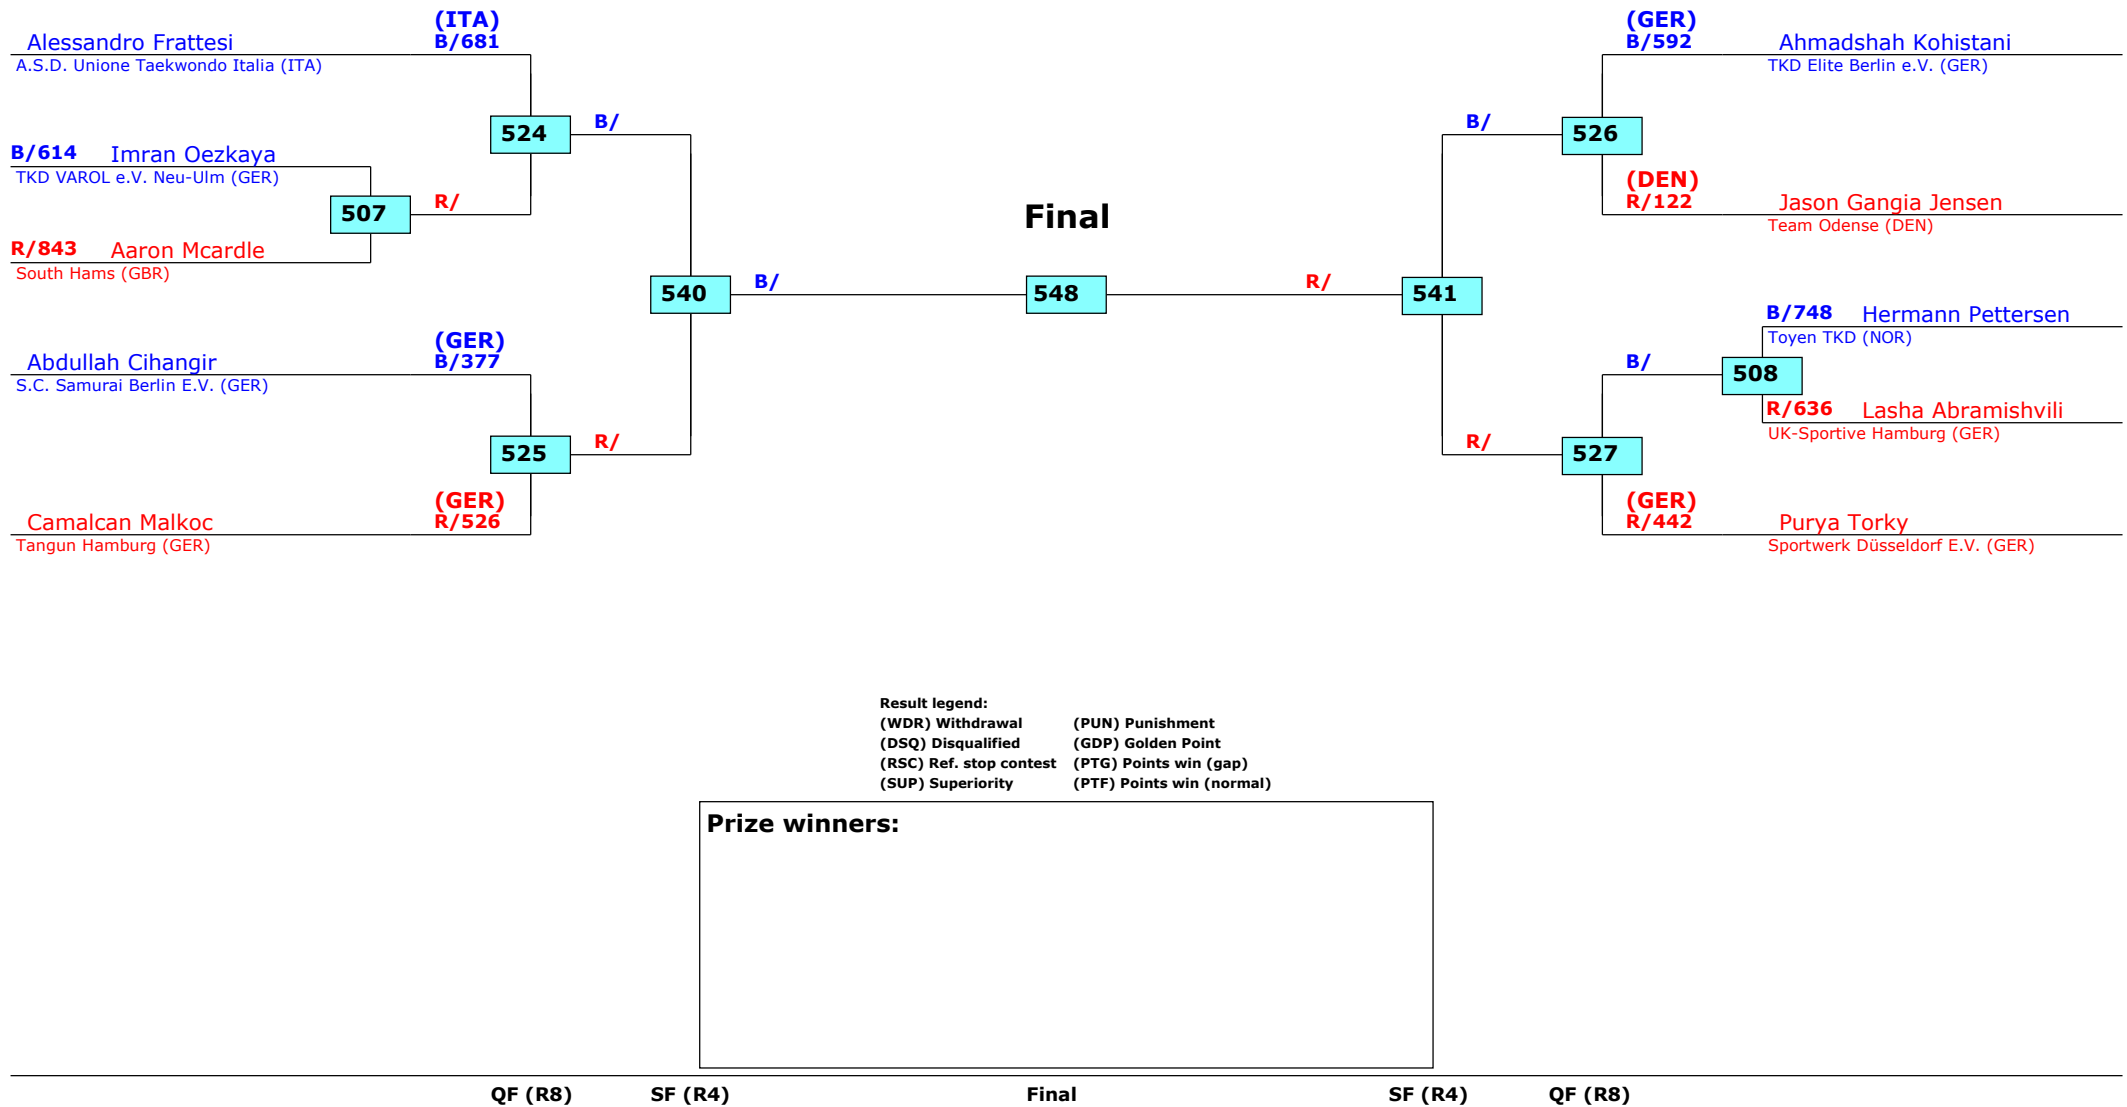 (ITA)
Alessandro Frattesi B/681
A.S.D. Unione Taekwondo Italia (ITA)
524 B/
B/614 Imran Oezkaya
TKD VAROL e.V. Neu-Ulm (GER)
507 R/
R/843 Aaron Mcardle
South Hams (GBR)
540 B/
(GER)
Abdullah Cihangir B/377
S.C. Samurai Berlin E.V. (GER)
525 R/
(GER)
Camalcan Malkoc R/526
Tangun Hamburg (GER)
Final
548
(GER)
B/592 Ahmadshah Kohistani
TKD Elite Berlin e.V. (GER)
B/ 526
(DEN)
R/122 Jason Gangia Jensen
Team Odense (DEN)
R/ 541
B/748 Hermann Pettersen
Toyen TKD (NOR)
B/ 508
R/636 Lasha Abramishvili
UK-Sportive Hamburg (GER)
R/ 527
(GER)
R/442 Purya Torky
Sportwerk Düsseldorf E.V. (GER)
Result legend:
(WDR) Withdrawal (PUN) Punishment
(DSQ) Disqualified (GDP) Golden Point
(RSC) Ref. stop contest (PTG) Points win (gap)
(SUP) Superiority (PTF) Points win (normal)
Prize winners:
QF (R8) SF (R4) Final SF (R4) QF (R8)